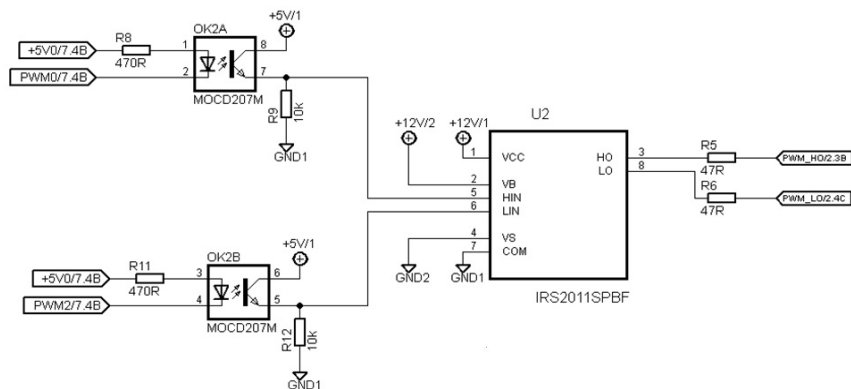 OK2A
+5V/1
R8
+5V0/7.4B
1
8
470R
PWM0/7.4B
2
7
MOCD207M
R9
10k
GND1
+12V/2
+12V/1
U2
1
VCC
HO
3
R5
PWM_HO/2.3B
2
VB
LO
8
47R
5
HIN
R6
6
LIN
PWM_LO/2.4C
47R
4
VS
7
COM
GND2
GND1
IRS2011SPBF
OK2B
+5V/1
R11
+5V0/7.4B
3
6
470R
PWM2/7.4B
4
5
MOCD207M
R12
10k
GND1